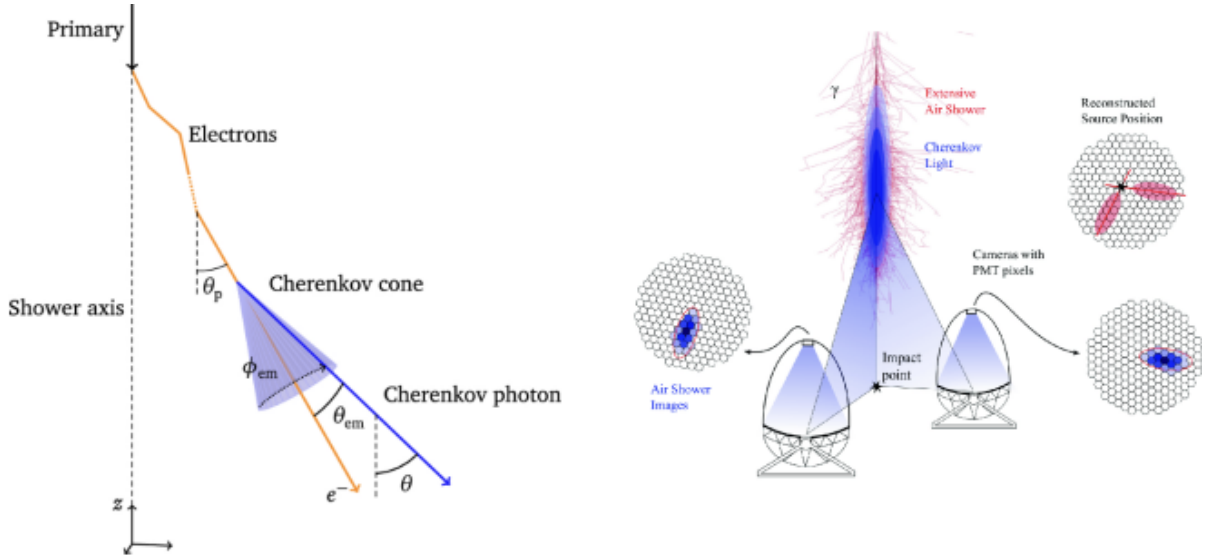 Primary
Electrons
θp
Cherenkov cone
Shower axis
ϕem
Cherenkov photon
θem
θ
e−
z
γ
Extensive
Air Shower
Cherenkov
Light
Reconstructed
Source Position
Cameras with
PMT pixels
Impact
point
Air Shower
Images